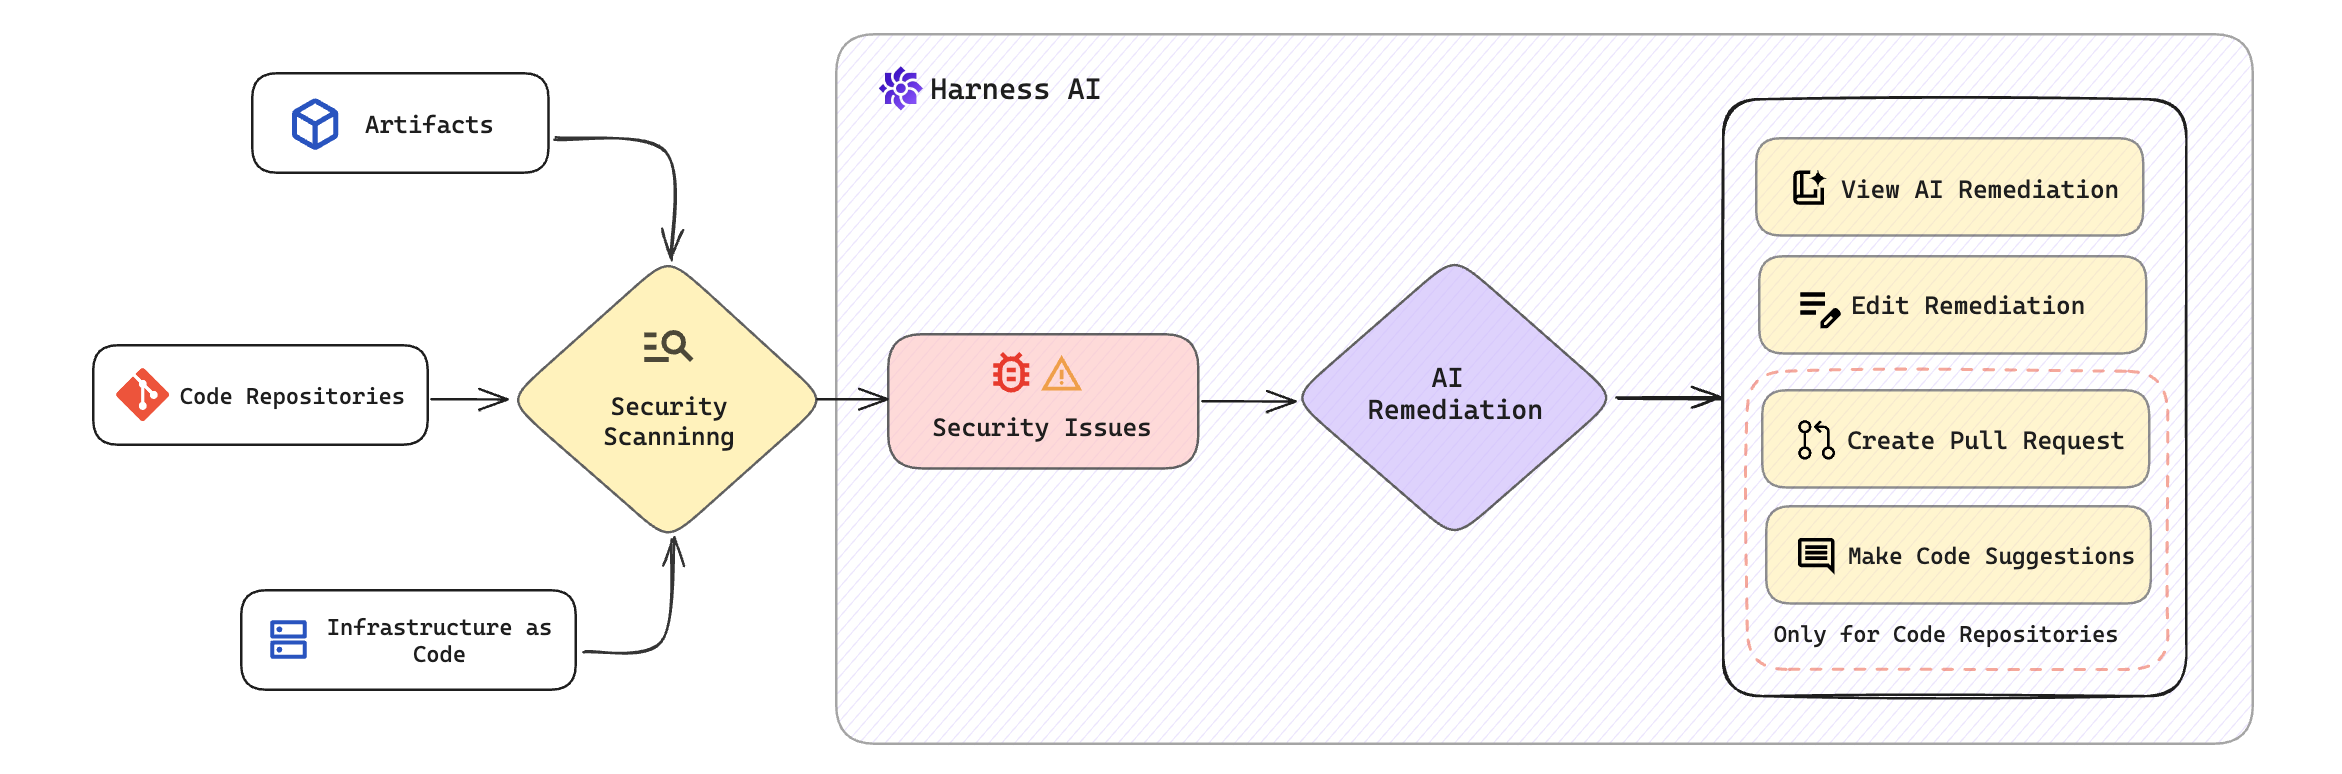 Artifacts
Code Repositories
Infrastructure as
Code
Security
Scanninng
Harness AI
Security Issues
AI
Remediation
View AI Remediation
Edit Remediation
Create Pull Request
Make Code Suggestions
Only for Code Repositories